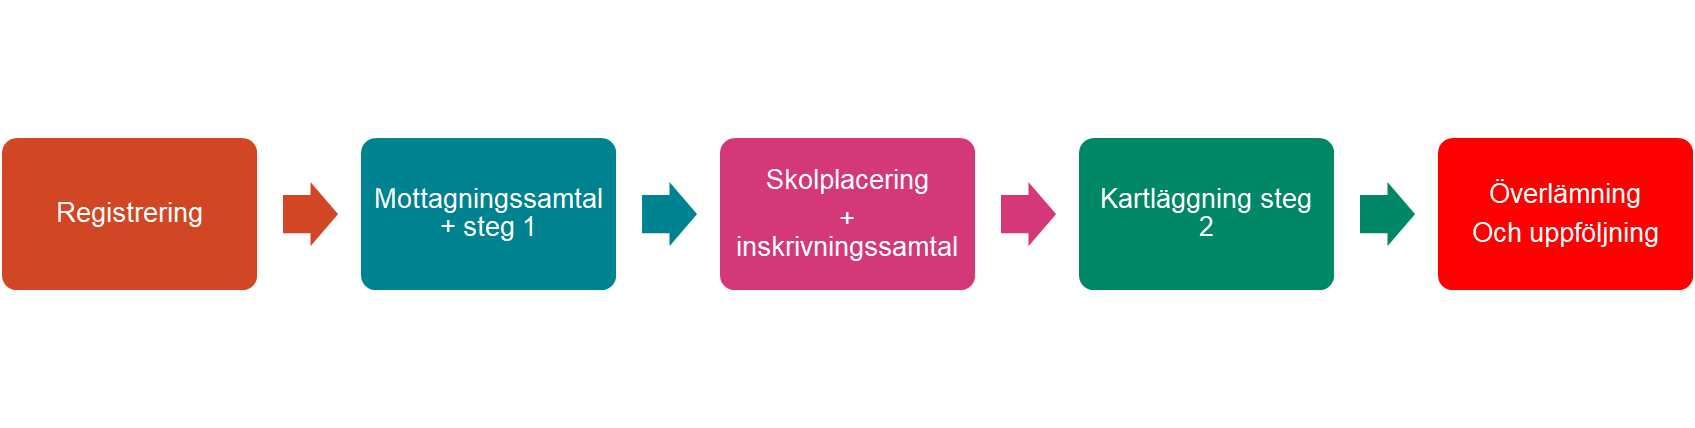 Registrering
Mottagningssamtal
+ steg 1
Skolplacering
+
inskrivningssamtal
Kartläggning steg
2
Överlämning
Och uppföljning